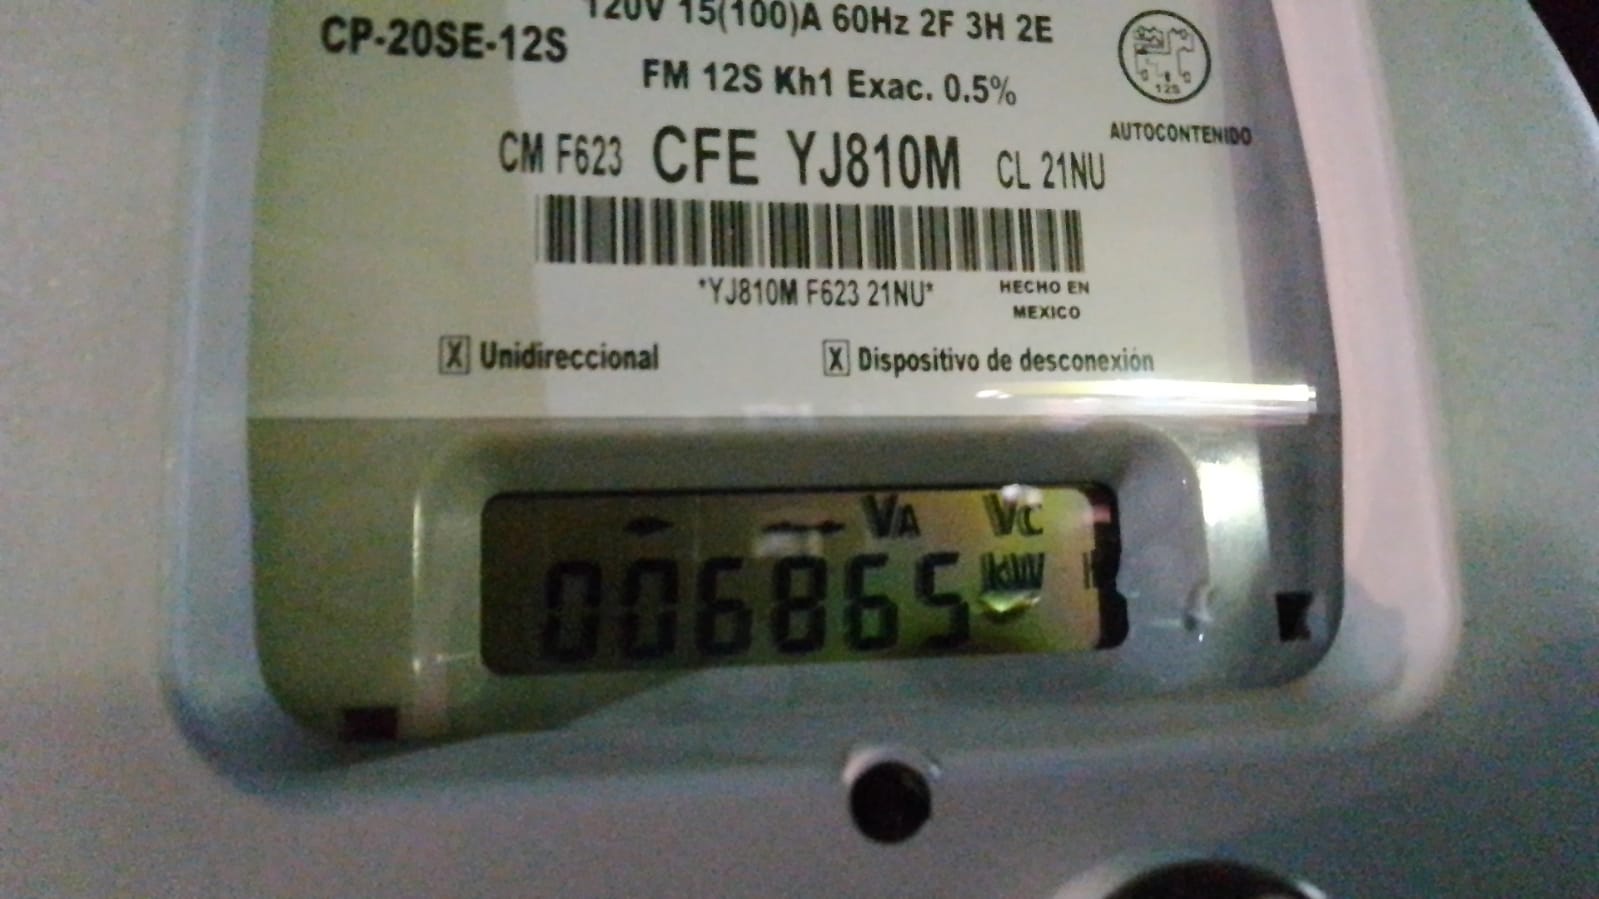 120V 15(100)A 60Hz 2F 3H 2E
CP-20SE-12S
FM 12S Kh1 Exac. 0.5%
12S
AUTOCONTENIDO
CM F623 CFE YJ810M CL 21NU
*YJ810M F623 21NU*
HECHO EN
MEXICO
X Unidireccional X Dispositivo de desconexión
VA VC
006865 kW h